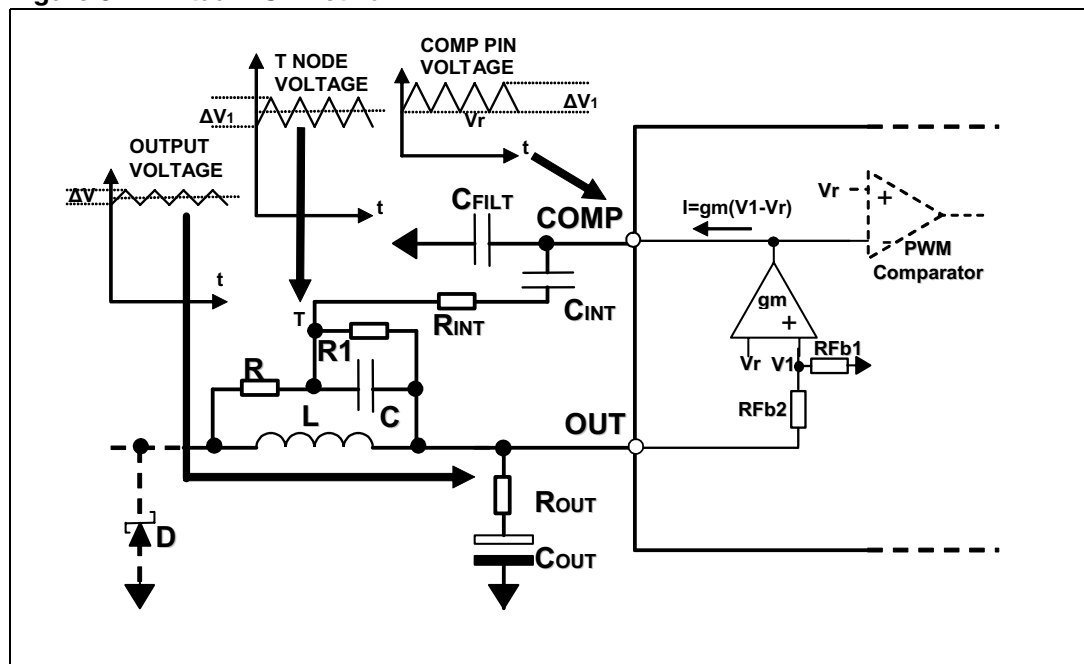 T NODE
VOLTAGE
COMP PIN
VOLTAGE
ΔV1
ΔV1
Vr
t
OUTPUT
VOLTAGE
ΔV
t
t
CFILT
COMP
I=gm(V1-Vr)
Vr
+
PWM
Comparator
CINT
RINT
T
R1
gm
+
Vr
V1
RFb1
R
C
L
RFb2
OUT
ROUT
D
COUT